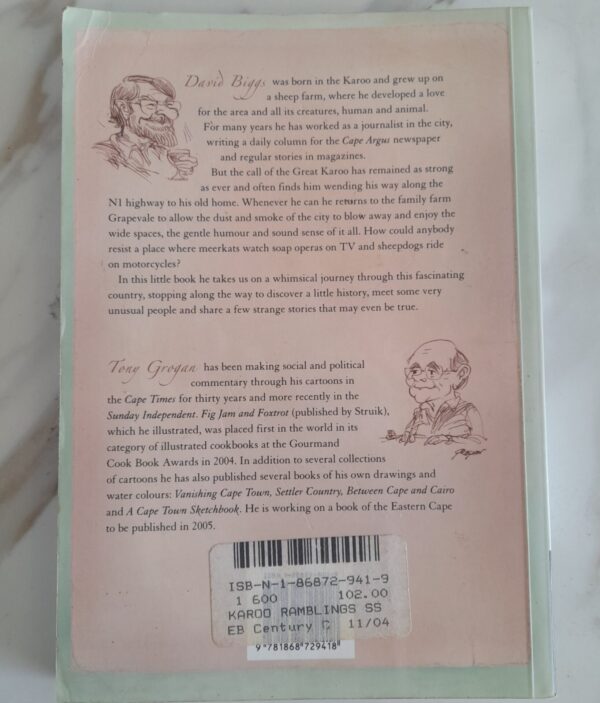 David Biggs was born in the Karoo and grew up on
a sheep farm, where he developed a love
for the area and all its creatures, human and animal.
For many years he has worked as a journalist in the city,
writing a daily column for the Cape Argus newspaper
and regular stories in magazines.
But the call of the Great Karoo has remained as strong
as ever and often finds him wending his way along the
N1 highway to his old home. Whenever he can he returns to the family farm
Grapevale to allow the dust and smoke of the city to blow away and enjoy the
wide spaces, the gentle humour and sound sense of it all. How could anybody
resist a place where meerkats watch soap operas on TV and sheepdogs ride
on motorcycles?
In this little book he takes us on a whimsical journey through this fascinating
country, stopping along the way to discover a little history, meet some very
unusual people and share a few strange stories that may even be true.
Tony Grogan has been making social and political
commentary through his cartoons in
the Cape Times for thirty years and more recently in the
Sunday Independent. Fig Jam and Foxtrot (published by Struik),
which he illustrated, was placed first in the world in its
category of illustrated cookbooks at the Gourmand
Cook Book Awards in 2004. In addition to several collections
of cartoons he has also published several books of his own drawings and
water colours: Vanishing Cape Town, Settler Country, Between Cape and Cairo
and A Cape Town Sketchbook. He is working on a book of the Eastern Cape
to be published in 2005.
ISB-N-1-86872-941-9
1 600 102.00
KAROO RAMBLINGS SS
EB Century C 11/04
9 781868 729418